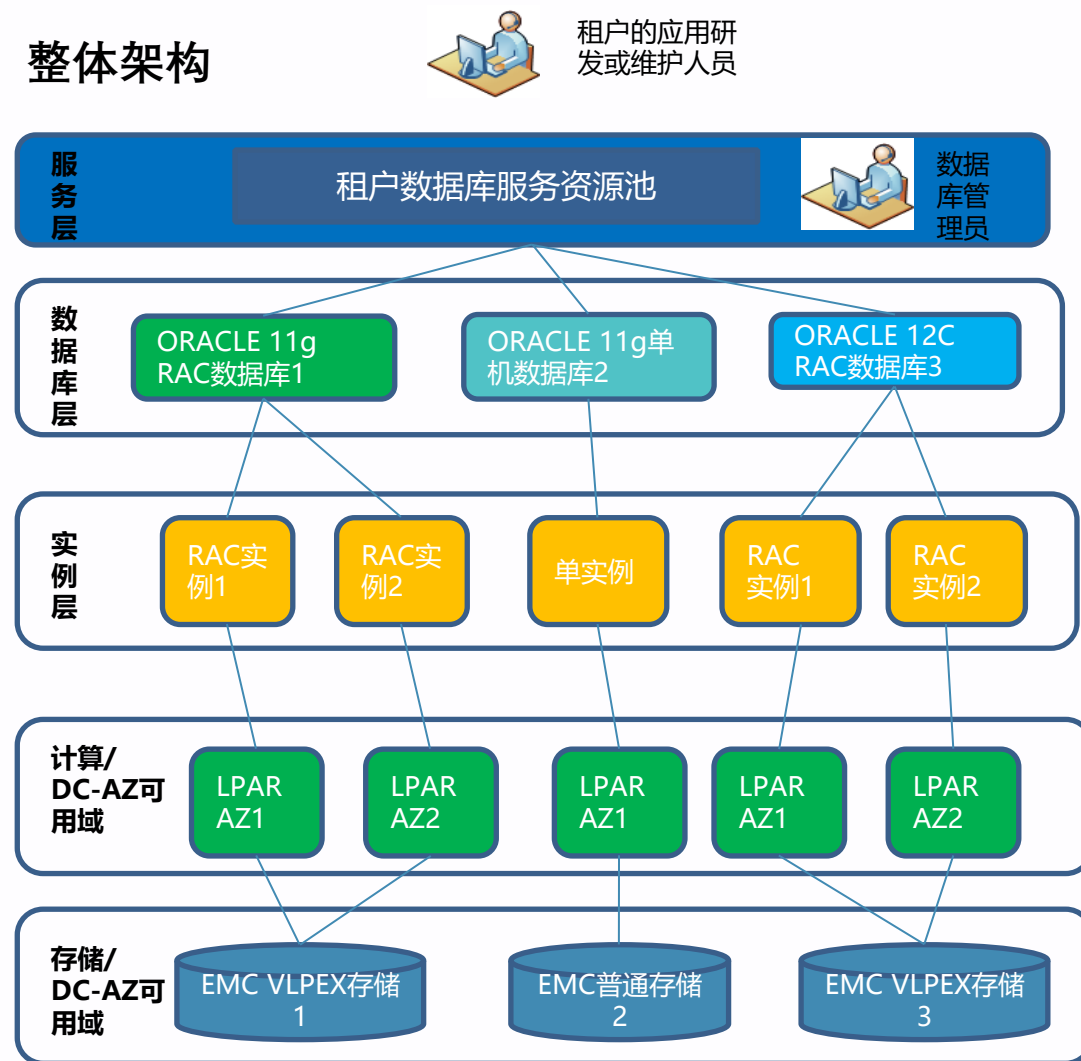 整体架构
租户的应用研
发或维护人员
服
务
层
租户数据库服务资源池
数据
库管
理员
数
据
库
层
ORACLE 11g
RAC数据库1
ORACLE 11g单
机数据库2
ORACLE 12C
RAC数据库3
实
例
层
RAC实
例1
RAC实
例2
单实例
RAC
实例1
RAC
实例2
计算/
DC-AZ可
用域
LPAR
AZ1
LPAR
AZ2
LPAR
AZ1
LPAR
AZ1
LPAR
AZ2
存储/
DC-AZ可
用域
EMC VLPEX存储
1
EMC普通存储
2
EMC VLPEX存储
3